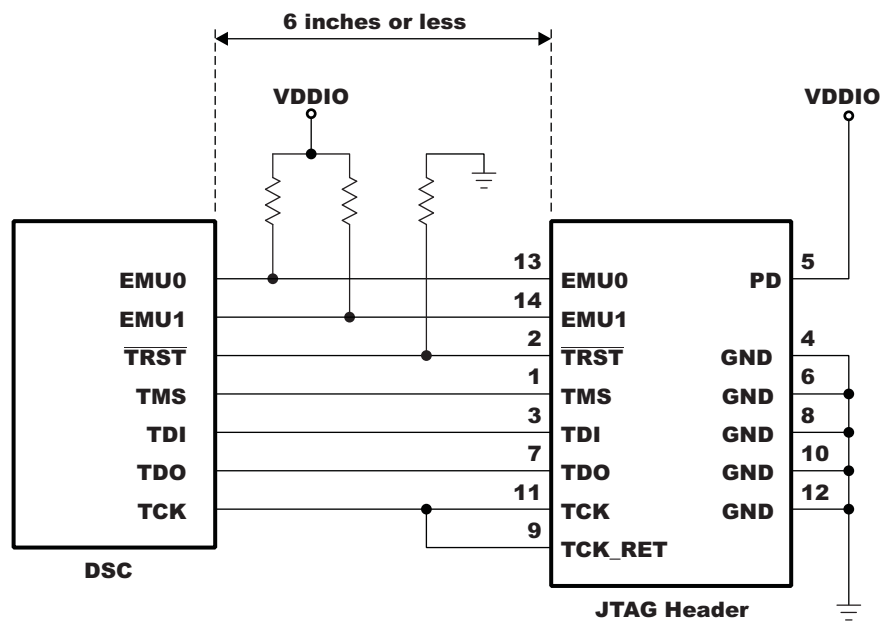 6 inches or less
VDDIO
VDDIO
13
5
EMU0
EMU0
PD
14
EMU1
EMU1
2
4
TRST
TRST
GND
1
6
TMS
TMS
GND
3
8
TDI
TDI
GND
7
10
TDO
TDO
GND
11
12
TCK
TCK
GND
9
TCK_RET
DSC
JTAG Header